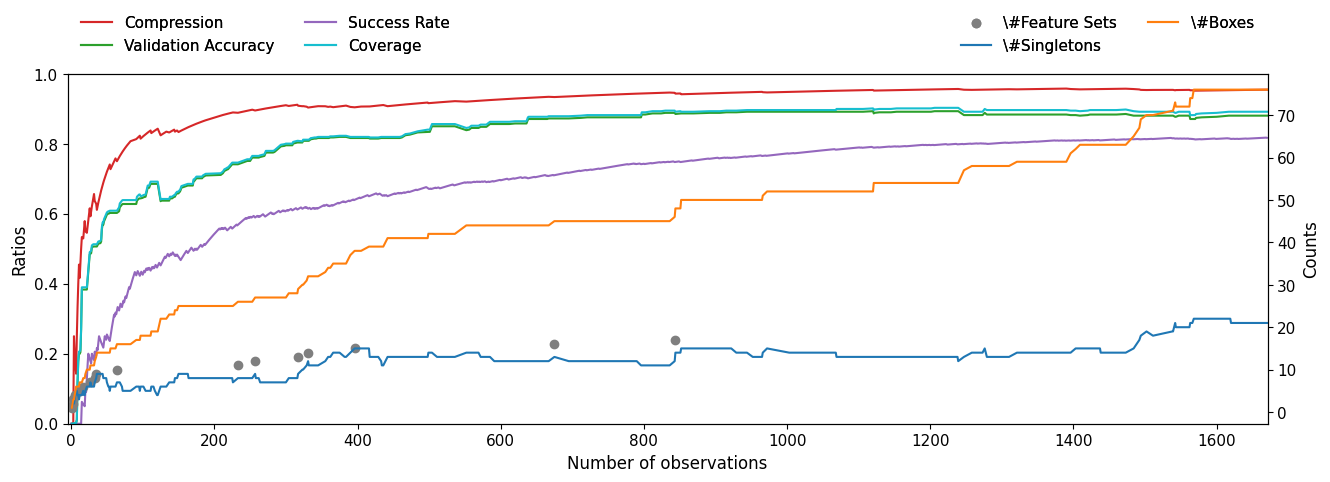 Compression
Validation Accuracy
Success Rate
Coverage
\#Feature Sets
\#Singletons
\#Boxes
1.0
0.8
0.6
0.4
0.2
0.0
Ratios
70
60
50
40
30
20
10
0
Counts
0 200 400 600 800 1000 1200 1400 1600
Number of observations